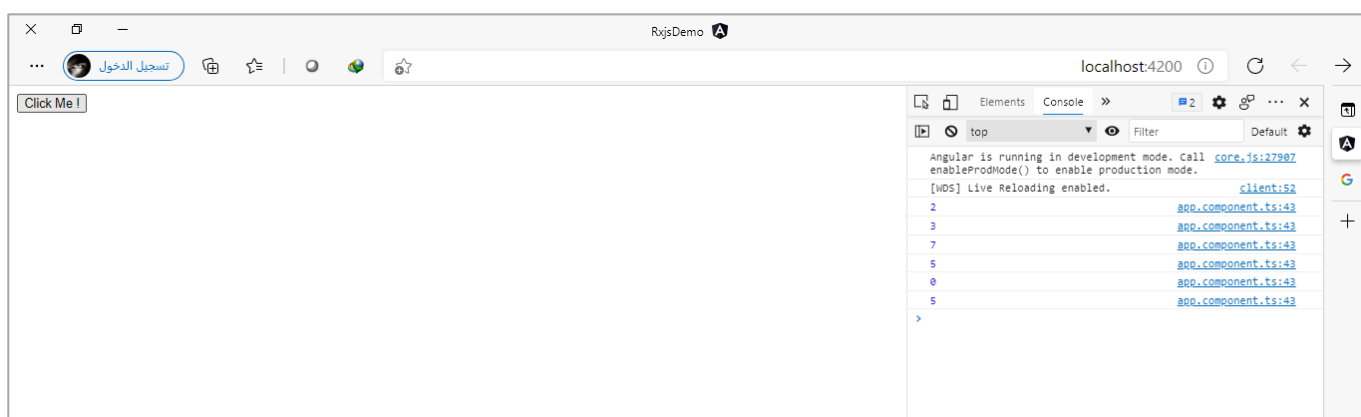 RxjsDemo
تسجيل الدخول
localhost:4200
Click Me !
Elements Console » 2
top Filter Default
Angular is running in development mode. Call core.js:27907
enableProdMode() to enable production mode.
[WDS] Live Reloading enabled. client:52
2 app.component.ts:43
3 app.component.ts:43
7 app.component.ts:43
5 app.component.ts:43
0 app.component.ts:43
5 app.component.ts:43